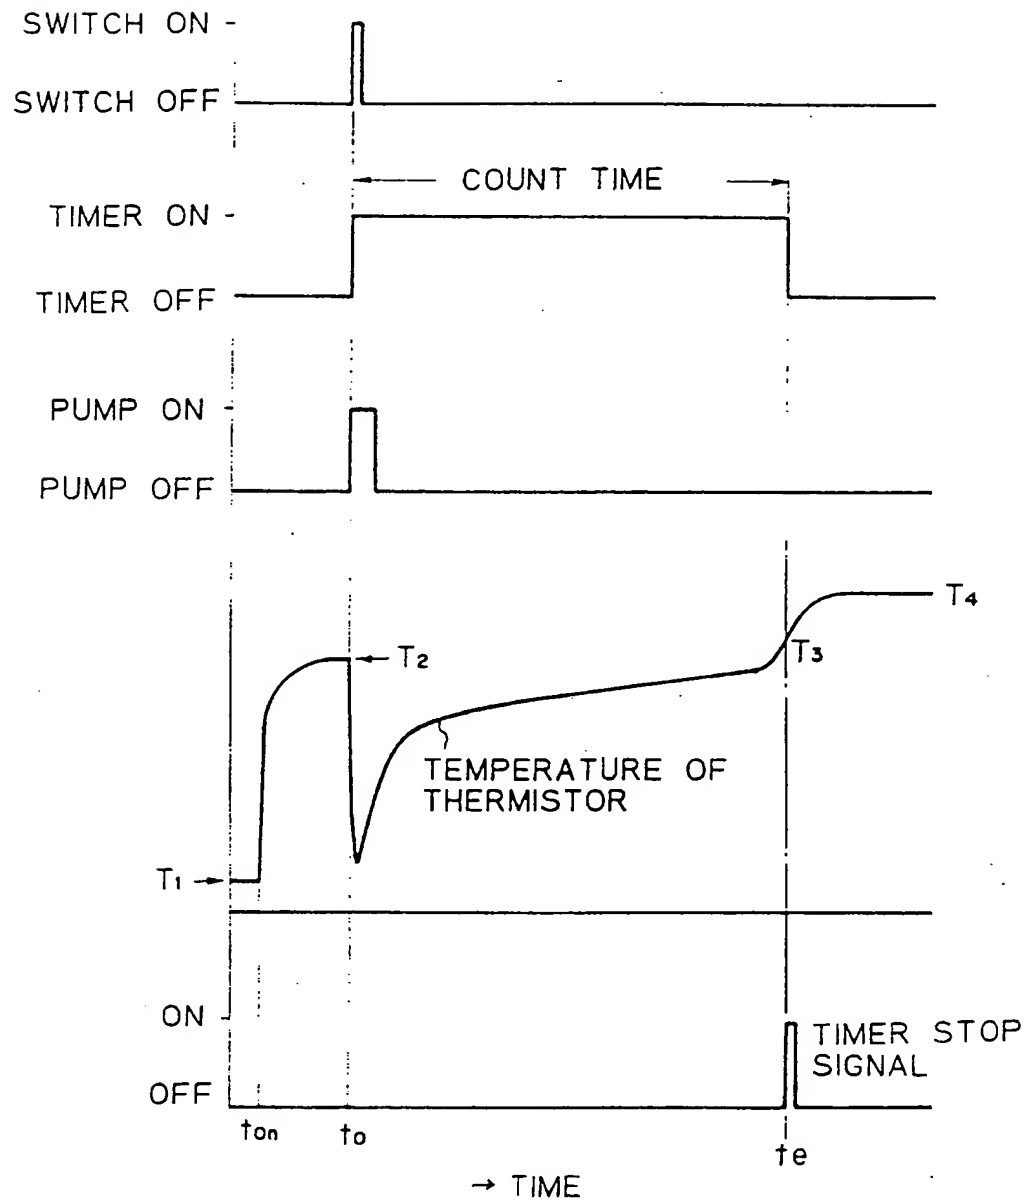 SWITCH ON
SWITCH OFF
COUNT TIME
TIMER ON
TIMER OFF
PUMP ON
PUMP OFF
T4
T2
T3
TEMPERATURE OF
THERMISTOR
T1
ON
TIMER STOP
SIGNAL
OFF
ton
to
te
→ TIME